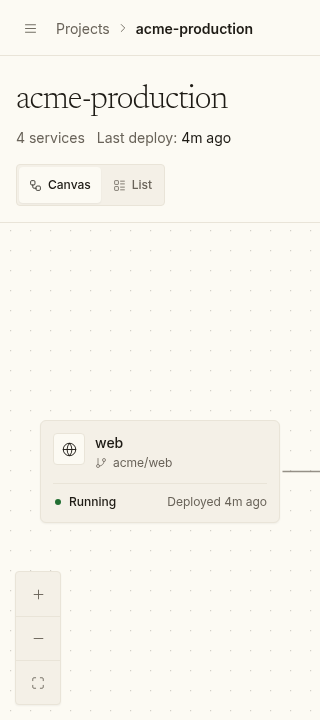 Projects > acme-production
acme-production
4 services Last deploy: 4m ago
Canvas List
web
acme/web
Running Deployed 4m ago